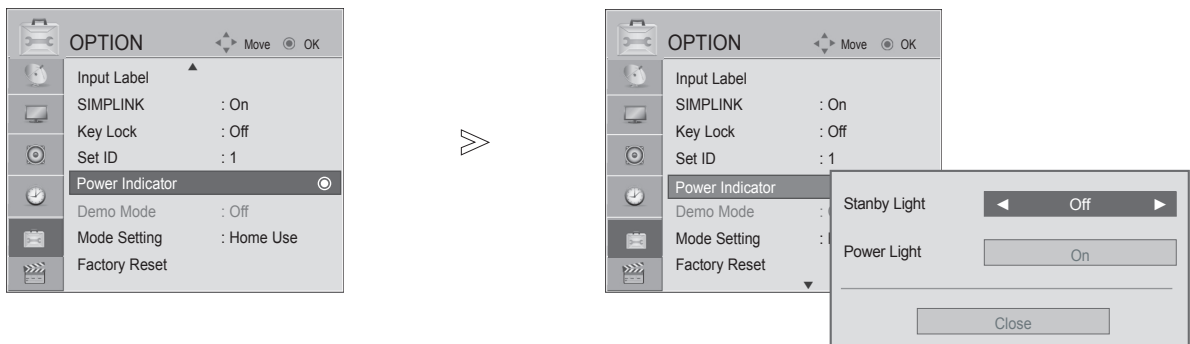 OPTION Move OK
Input Label
SIMPLINK : On
Key Lock : Off
Set ID : 1
Power Indicator
Demo Mode : Off
Mode Setting : Home Use
Factory Reset
OPTION Move OK
Input Label
SIMPLINK : On
Key Lock : Off
Set ID : 1
Power Indicator
Demo Mode :
Mode Setting :
Factory Reset
Stanby Light Off
Power Light On
Close